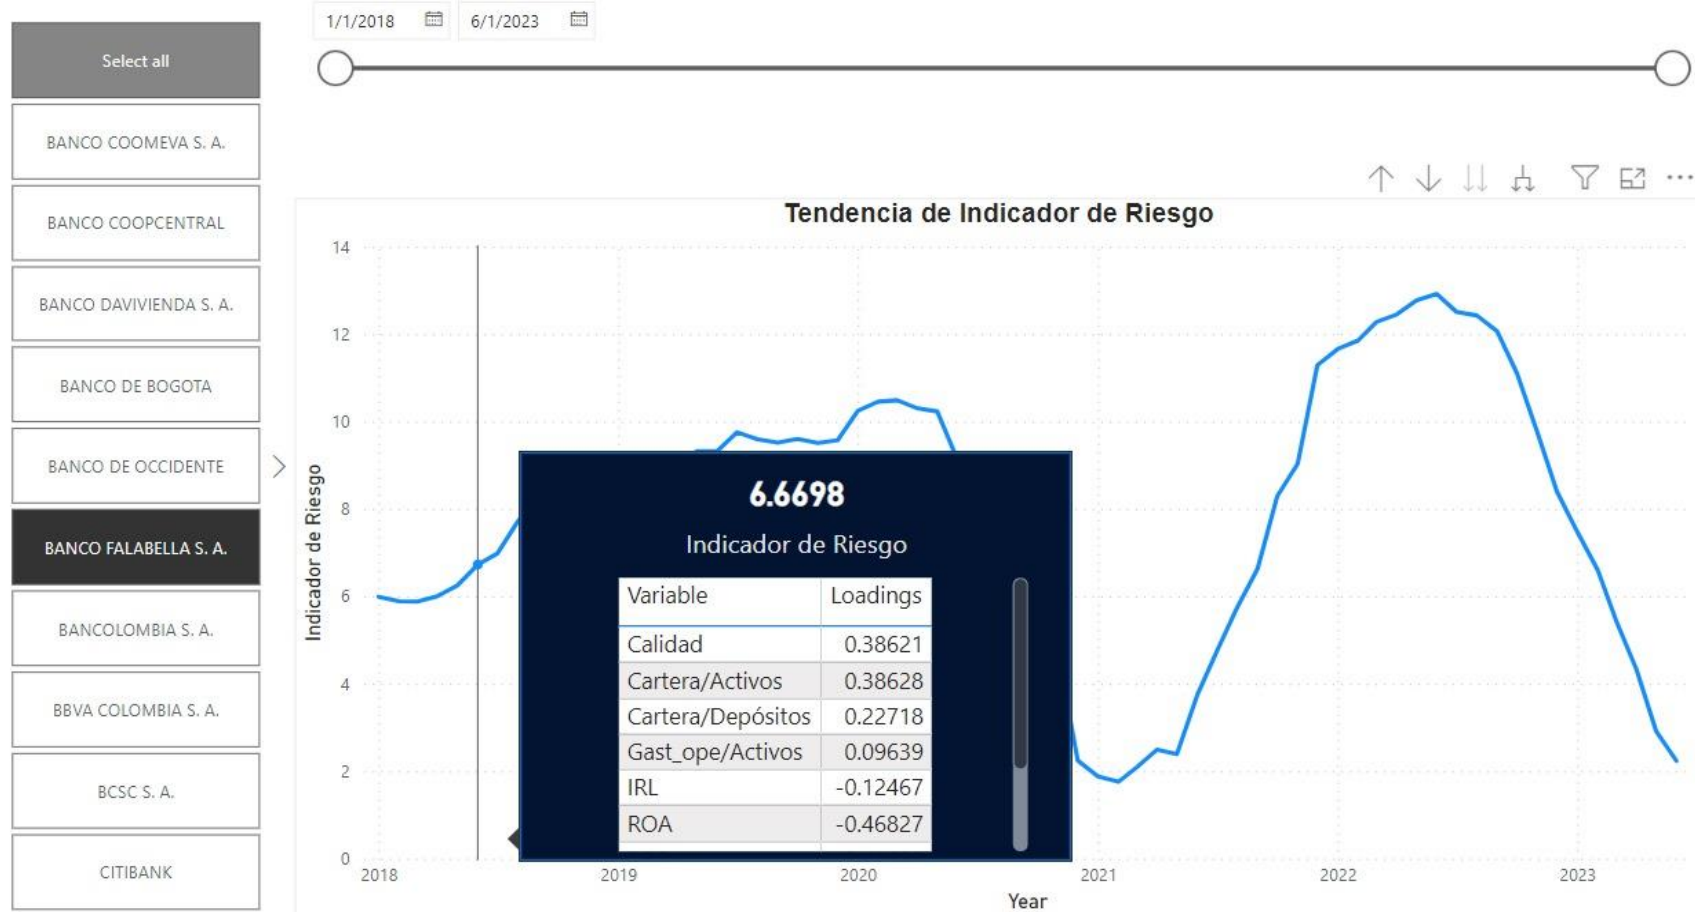 1/1/2018 6/1/2023
Select all
BANCO COOMEVA S. A.
BANCO COOPCENTRAL
BANCO DAVIVIENDA S. A.
BANCO DE BOGOTA
BANCO DE OCCIDENTE
BANCO FALABELLA S. A.
BANCOLOMBIA S. A.
BBVA COLOMBIA S. A.
BCSC S. A.
CITIBANK
Tendencia de Indicador de Riesgo
Indicador de Riesgo
14
12
10
8
6
4
2
0
6.6698
Indicador de Riesgo
Variable Loadings
Calidad 0.38621
Cartera/Activos 0.38628
Cartera/Depósitos 0.22718
Gast_ope/Activos 0.09639
IRL -0.12467
ROA -0.46827
2018 2019 2020 2021 2022 2023
Year